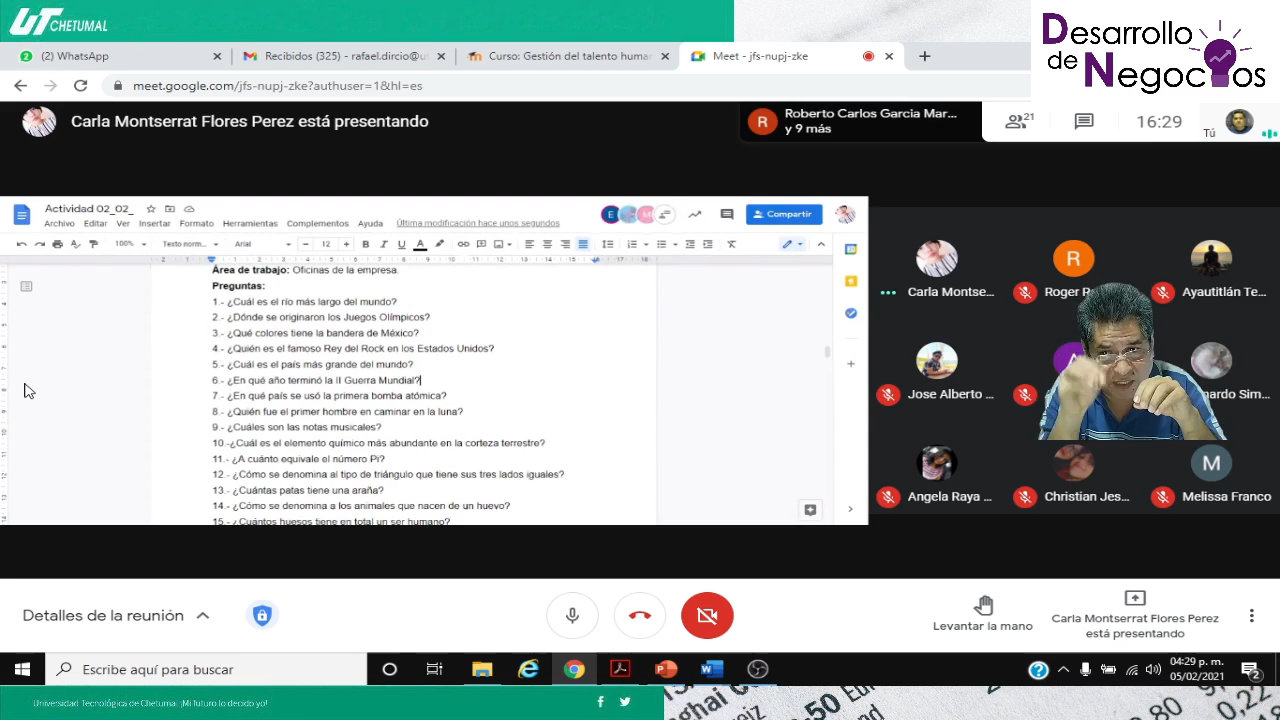 UT CHETUMAL
Desarrollo
de Negocios
(2) WhatsApp
Recibidos (325) - rafael.dircio@ut
Curso: Gestión del talento human
Meet - jfs-nupj-zke
meet.google.com/jfs-nupj-zke?authuser=1&hl=es
Carla Montserrat Flores Perez está presentando
R
Roberto Carlos Garcia Mar...
y 9 más
21
16:29
Tú
Actividad 02_02_
Archivo Editar Ver Insertar Formato Herramientas Complementos Ayuda Última modificación hace unos segundos
E
M
Compartir
100% Texto norm... Arial 12
Área de trabajo: Oficinas de la empresa.
Preguntas:
1.- ¿Cuál es el río más largo del mundo?
2.- ¿Dónde se originaron los Juegos Olímpicos?
3.- ¿Qué colores tiene la bandera de México?
4.- ¿Quién es el famoso Rey del Rock en los Estados Unidos?
5.- ¿Cuál es el país más grande del mundo?
6.- ¿En qué año terminó la II Guerra Mundial?
7.- ¿En qué país se usó la primera bomba atómica?
8.- ¿Quién fue el primer hombre en caminar en la luna?
9.- ¿Cuáles son las notas musicales?
10.-¿Cuál es el elemento químico más abundante en la corteza terrestre?
11.- ¿A cuánto equivale el número Pi?
12.- ¿Cómo se denomina al tipo de triángulo que tiene sus tres lados iguales?
13.- ¿Cuántas patas tiene una araña?
14.- ¿Cómo se denomina a los animales que nacen de un huevo?
15.- ¿Cuántos huesos tiene en total un ser humano?
R
Carla Montse...
Roger R
Ayautitlán Te...
A
Jose Alberto ...
nardo Sim...
M
Angela Raya ...
Christian Jes...
Melissa Franco
Detalles de la reunión
Levantar la mano
Carla Montserrat Flores Perez
está presentando
Escribe aquí para buscar
04:29 p. m.
05/02/2021
2
Universidad Tecnológica de Chetumal ¡Mi futuro lo decido yo!